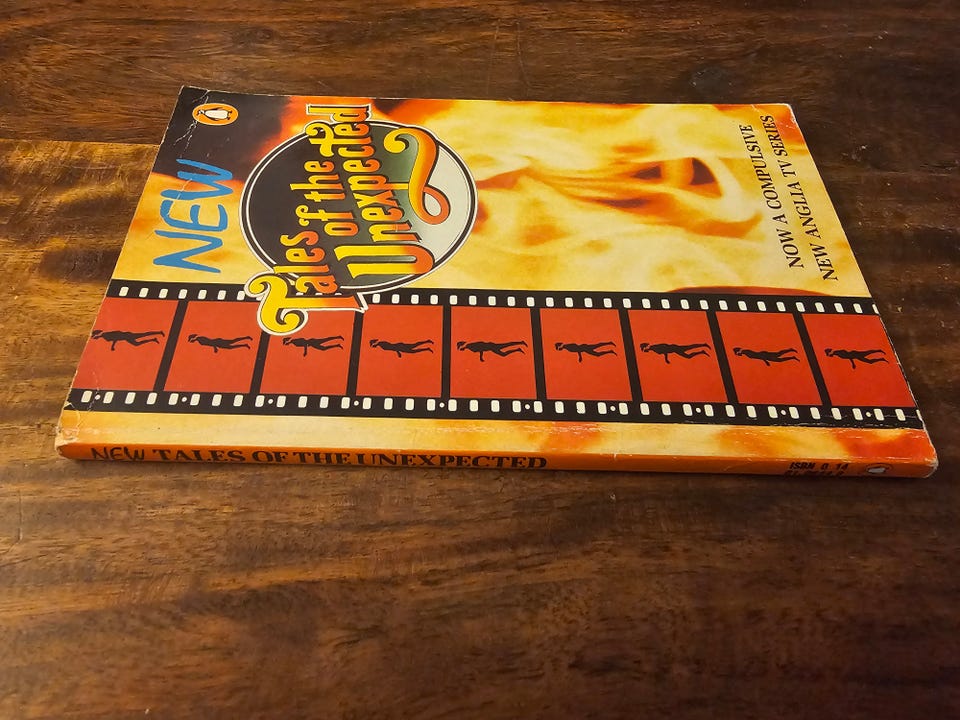 NEW
Tales
of the
Unexpected
NOW A COMPULSIVE
NEW ANGLIA TV SERIES
NEW TALES OF THE UNEXPECTED
ISBN 0 14